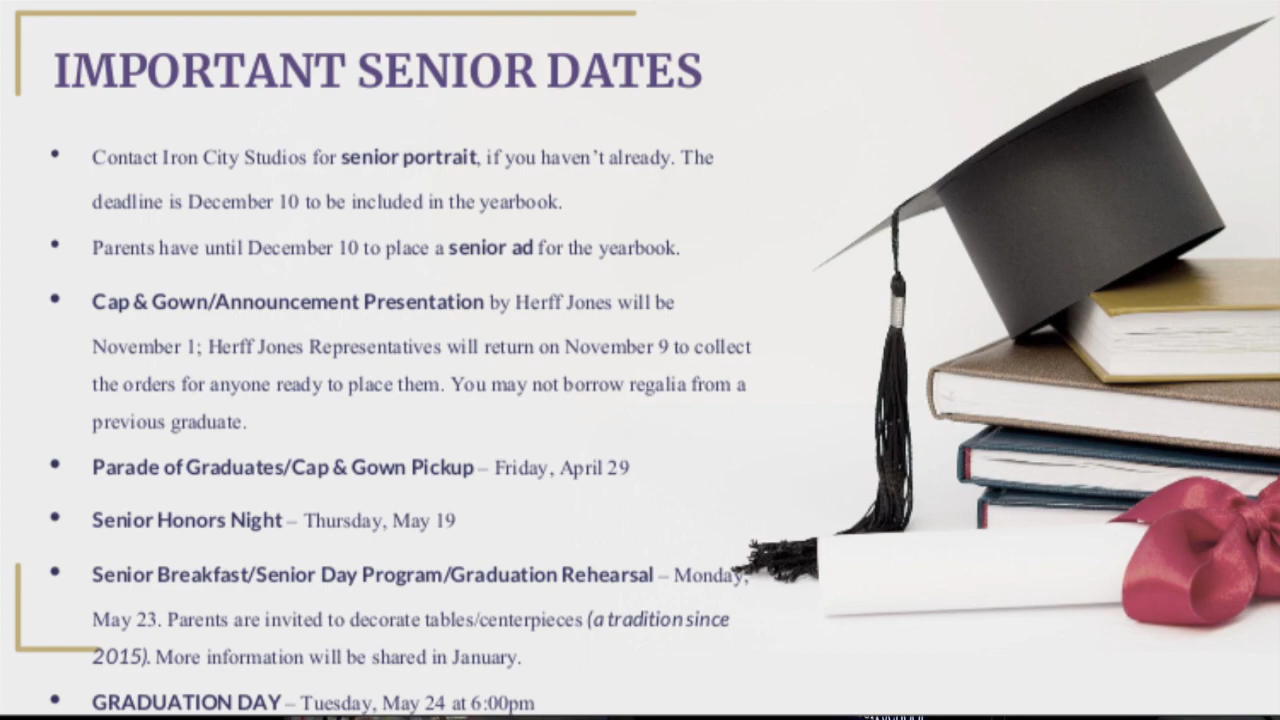 IMPORTANT SENIOR DATES
• Contact Iron City Studios for senior portrait, if you haven't already. The
deadline is December 10 to be included in the yearbook.
• Parents have until December 10 to place a senior ad for the yearbook.
• Cap & Gown/Announcement Presentation by Herff Jones will be
November 1; Herff Jones Representatives will return on November 9 to collect
the orders for anyone ready to place them. You may not borrow regalia from a
previous graduate.
• Parade of Graduates/Cap & Gown Pickup – Friday, April 29
• Senior Honors Night – Thursday, May 19
• Senior Breakfast/Senior Day Program/Graduation Rehearsal – Monday,
May 23. Parents are invited to decorate tables/centerpieces (a tradition since
2015). More information will be shared in January.
• GRADUATION DAY – Tuesday, May 24 at 6:00pm